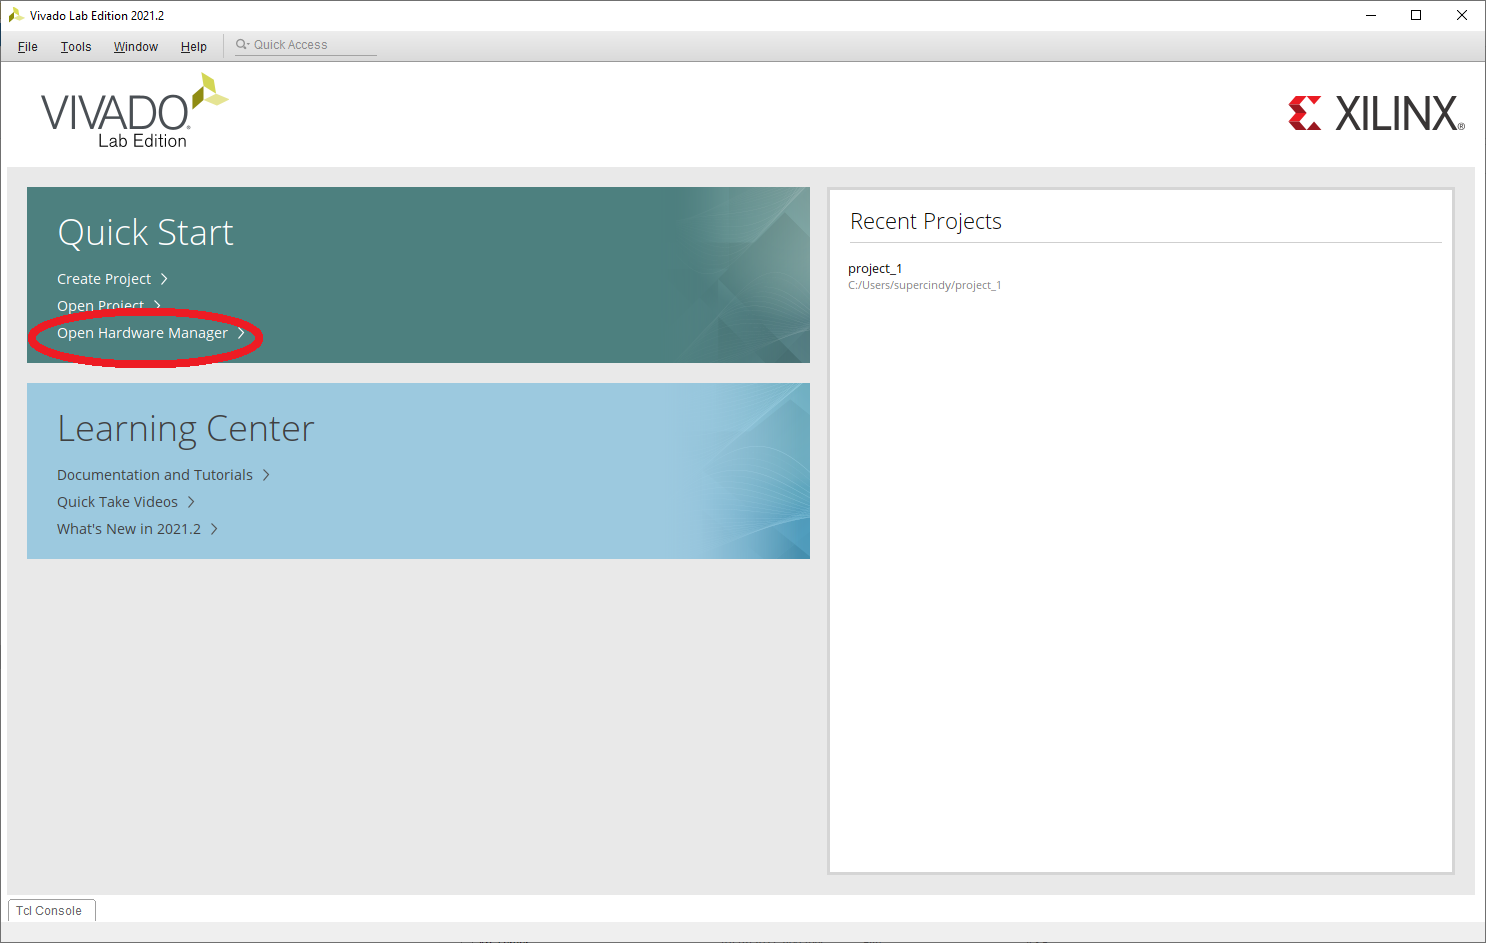 Vivado Lab Edition 2021.2
File Tools Window Help Quick Access
VIVADO®
Lab Edition
XILINX®
Quick Start
Create Project
Open Project
Open Hardware Manager
Learning Center
Documentation and Tutorials
Quick Take Videos
What's New in 2021.2
Recent Projects
project_1
C:/Users/supercindy/project_1
Tcl Console